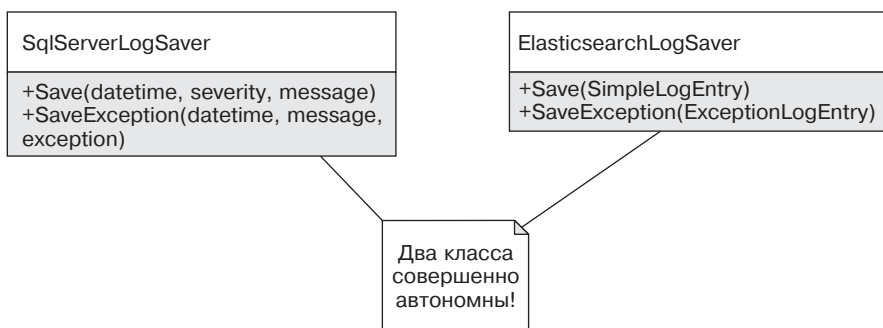 SqlServerLogSaver
+Save(datetime, severity, message)
+SaveException(datetime, message,
exception)
ElasticsearchLogSaver
+Save(SimpleLogEntry)
+SaveException(ExceptionLogEntry)
Два класса
совершенно
автономны!